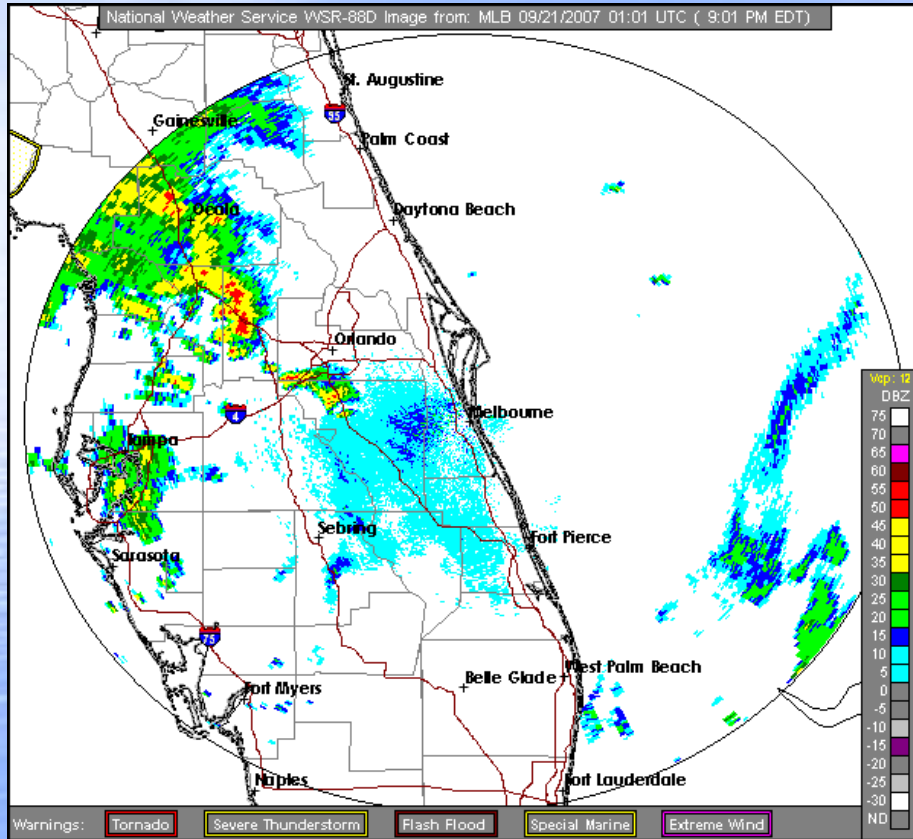 National Weather Service WSR-88D Image from: MLB 09/21/2007 01:01 UTC ( 9:01 PM EDT)
St. Augustine
95
Gainesville
Palm Coast
Ocala
Daytona Beach
Orlando
4
Melbourne
Tampa
Sebring
Fort Pierce
Sarasota
75
West Palm Beach
Belle Glade
Fort Myers
Naples
Fort Lauderdale
Vcp: 12
DBZ
75
70
65
60
55
50
45
40
35
30
25
20
15
10
5
0
-5
-10
-15
-20
-25
-30
ND
Warnings: Tornado Severe Thunderstorm Flash Flood Special Marine Extreme Wind